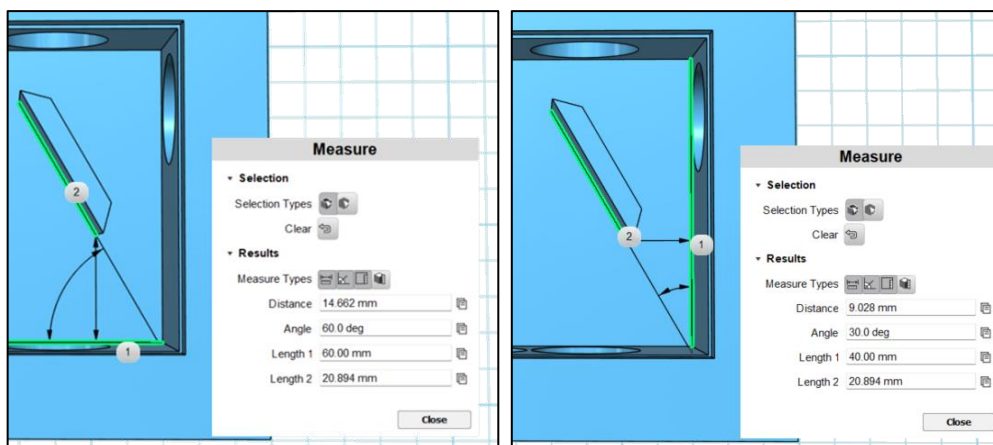 Measure
Selection
Selection Types
Clear
Results
Measure Types
Distance 14.662 mm
Angle 60.0 deg
Length 1 60.00 mm
Length 2 20.894 mm
Close
2
1
Measure
Selection
Selection Types
Clear
Results
Measure Types
Distance 9.028 mm
Angle 30.0 deg
Length 1 40.00 mm
Length 2 20.894 mm
Close
2
1